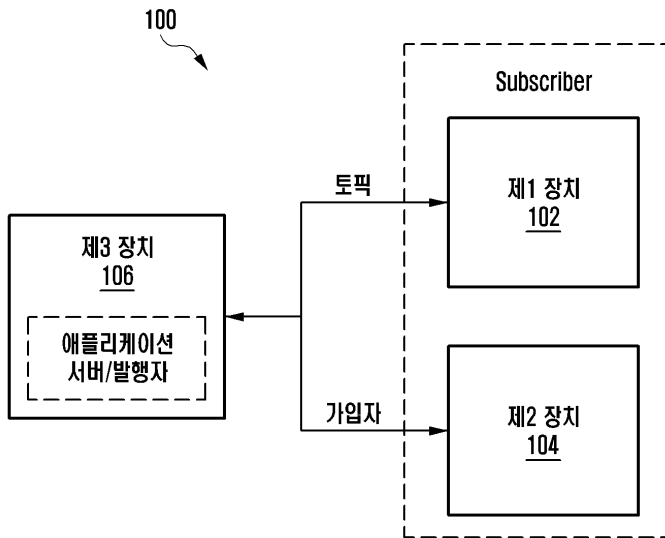 100
Subscriber
제1 장치
102
토픽
제3 장치
106
애플리케이션
서버/발행자
가입자
제2 장치
104